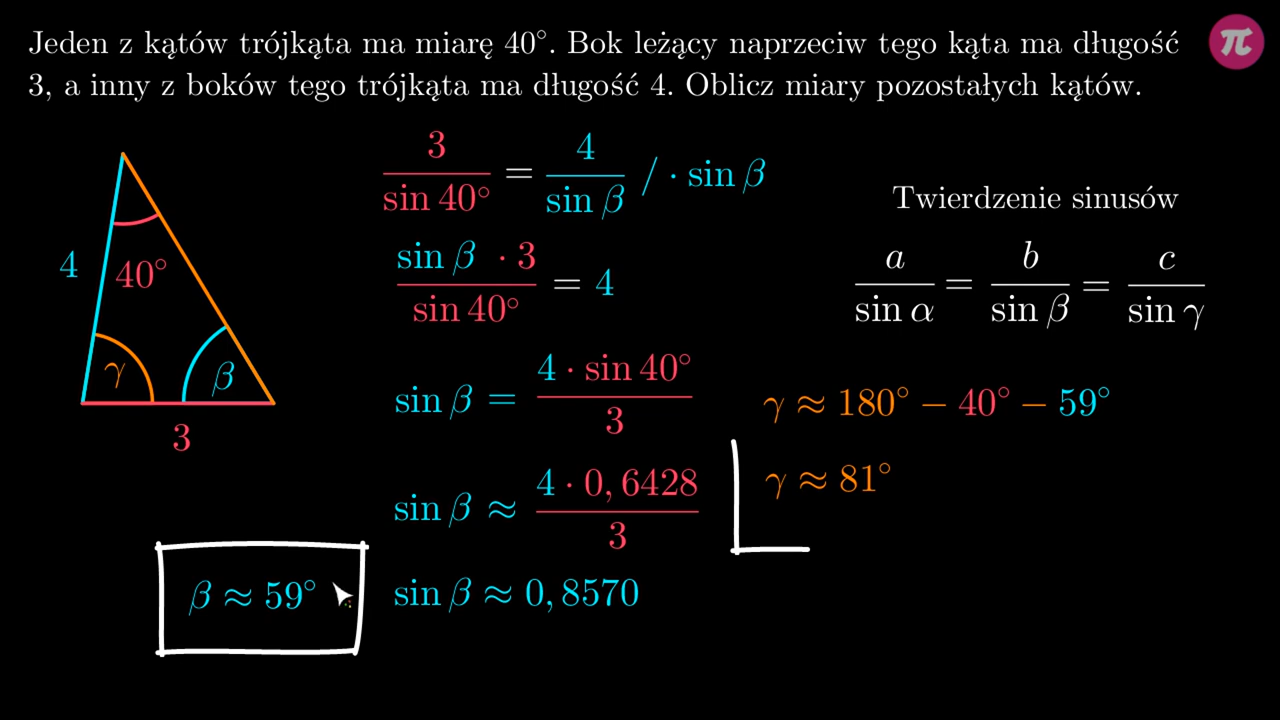 Jeden z kątów trójkąta ma miarę 40°. Bok leżący naprzeciw tego kąta ma długość
3, a inny z boków tego trójkąta ma długość 4. Oblicz miary pozostałych kątów.
π
4
40°
γ
β
3
3 / sin 40° = 4 / sin β / · sin β
sin β · 3 / sin 40° = 4
sin β = 4 · sin 40° / 3
sin β ≈ 4 · 0,6428 / 3
sin β ≈ 0,8570
β ≈ 59°
Twierdzenie sinusów
a / sin α = b / sin β = c / sin γ
γ ≈ 180° − 40° − 59°
γ ≈ 81°